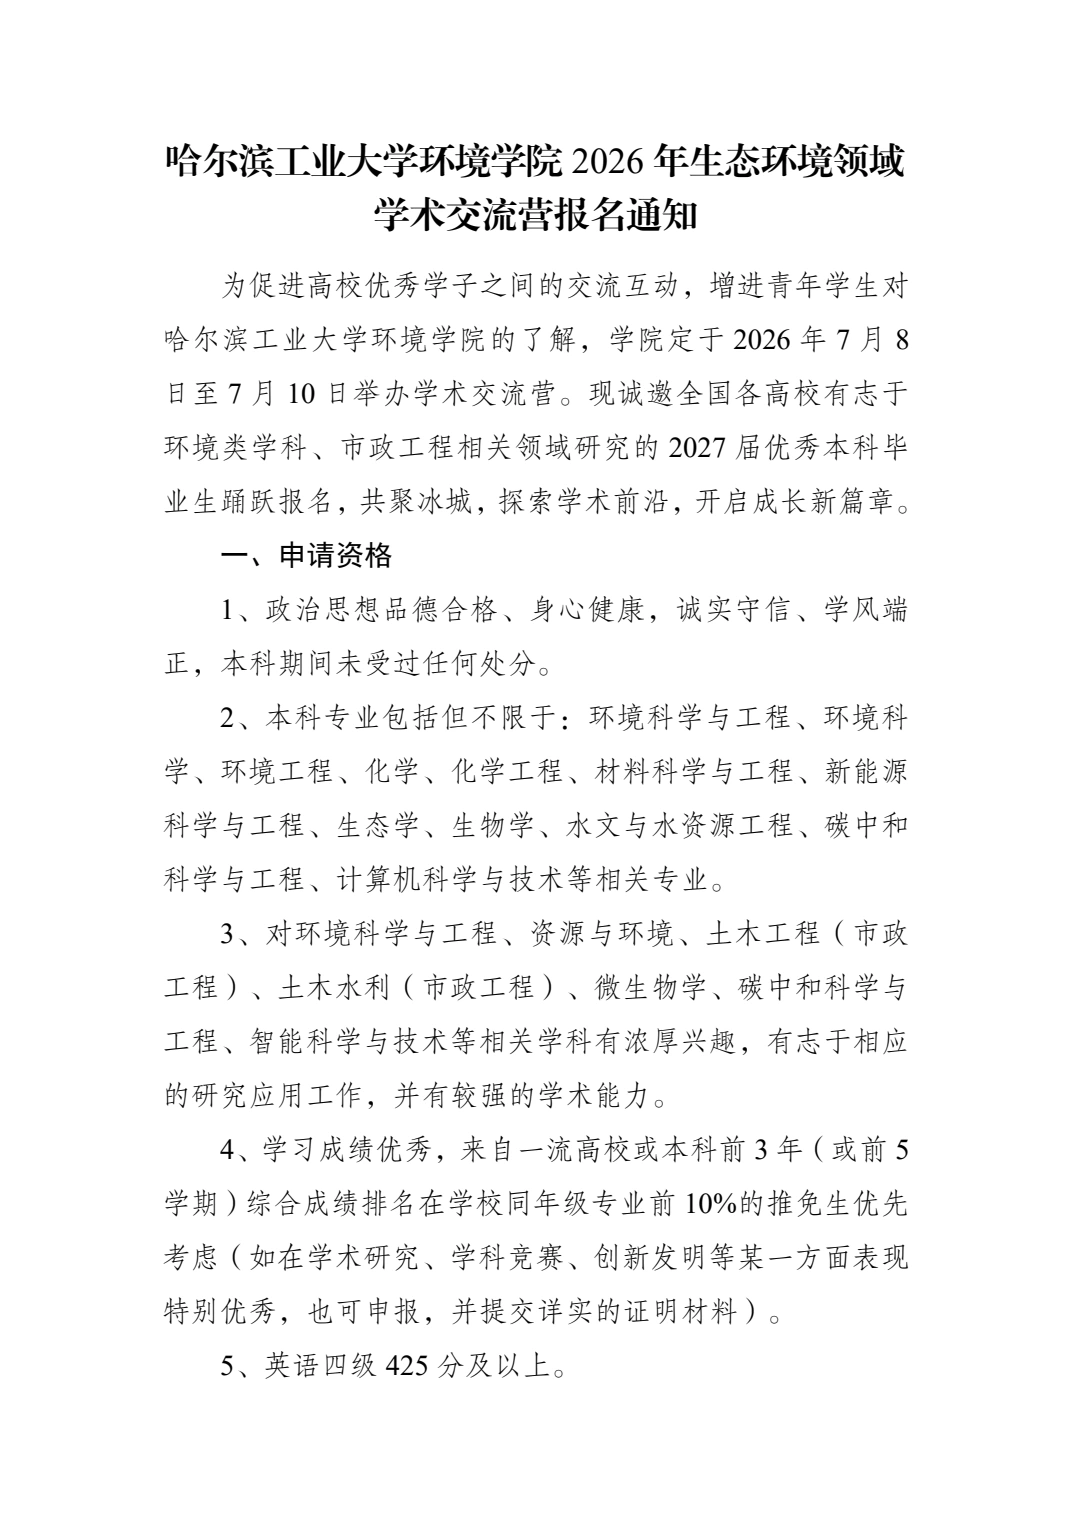 哈尔滨工业大学环境学院 2026 年生态环境领域
学术交流营报名通知
为促进高校优秀学子之间的交流互动，增进青年学生对
哈尔滨工业大学环境学院的了解，学院定于 2026 年 7 月 8
日至 7 月 10 日举办学术交流营。现诚邀全国各高校有志于
环境类学科、市政工程相关领域研究的 2027 届优秀本科毕
业生踊跃报名，共聚冰城，探索学术前沿，开启成长新篇章。
一、申请资格
1、政治思想品德合格、身心健康，诚实守信、学风端
正，本科期间未受过任何处分。
2、本科专业包括但不限于：环境科学与工程、环境科
学、环境工程、化学、化学工程、材料科学与工程、新能源
科学与工程、生态学、生物学、水文与水资源工程、碳中和
科学与工程、计算机科学与技术等相关专业。
3、对环境科学与工程、资源与环境、土木工程（市政
工程）、土木水利（市政工程）、微生物学、碳中和科学与
工程、智能科学与技术等相关学科有浓厚兴趣，有志于相应
的研究应用工作，并有较强的学术能力。
4、学习成绩优秀，来自一流高校或本科前 3 年（或前 5
学期）综合成绩排名在学校同年级专业前 10%的推免生优先
考虑（如在学术研究、学科竞赛、创新发明等某一方面表现
特别优秀，也可申报，并提交详实的证明材料）。
5、英语四级 425 分及以上。